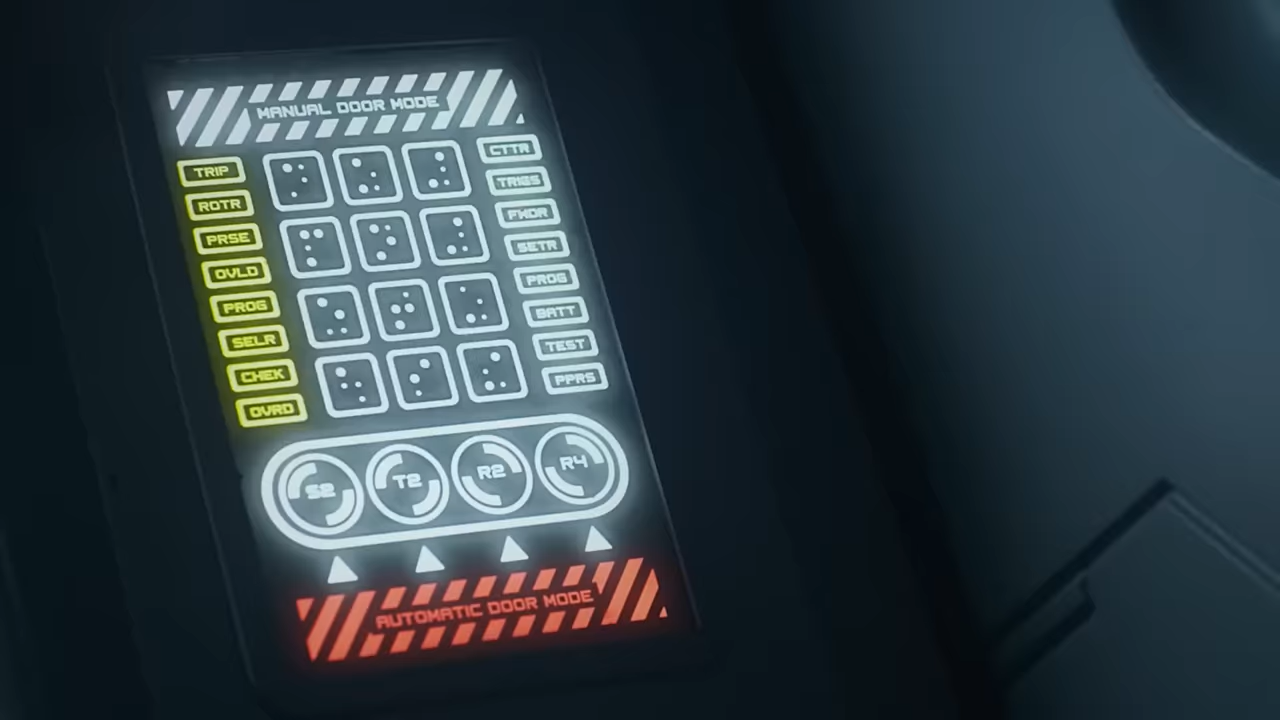 MANUAL DOOR MODE
TRIP
ROTR
PRSE
OVLD
PROG
SELR
CHEK
OVRD
CTTR
TRIGS
FWDR
SETR
PROG
BATT
TEST
PPRS
S2 T2 R2 R4
AUTOMATIC DOOR MODE